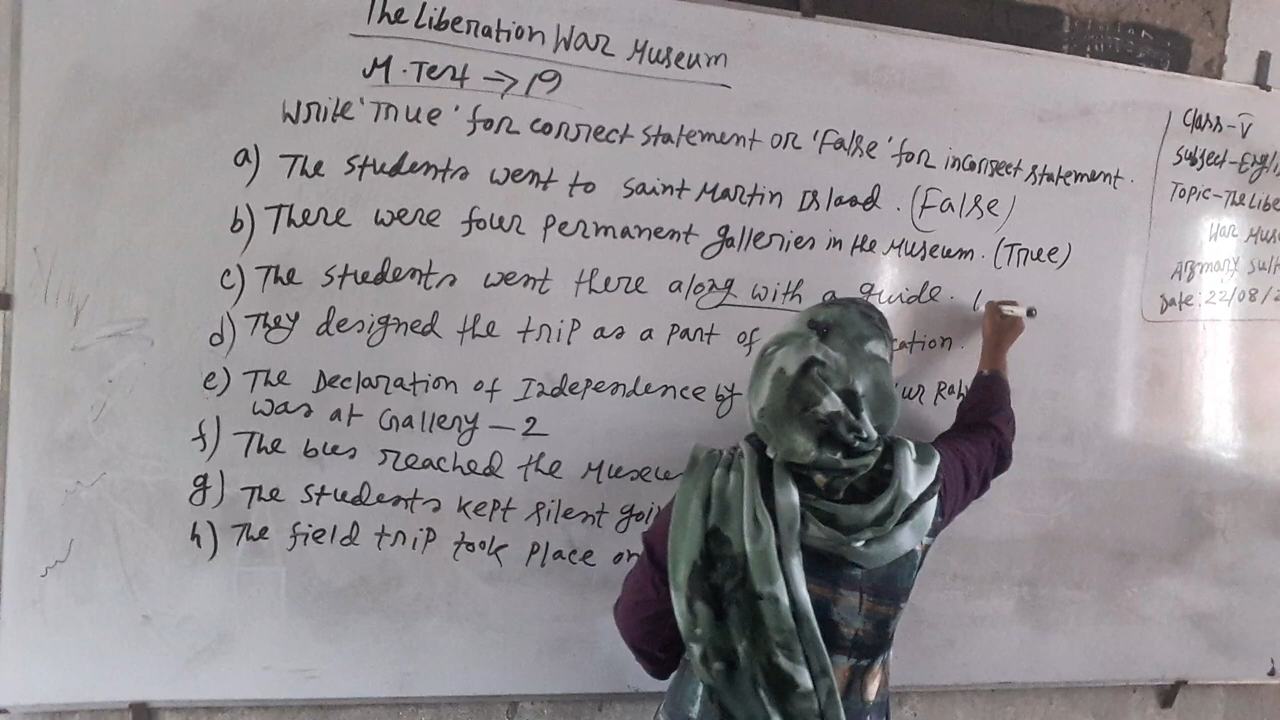 The Liberation War Museum
M. Text → 19
Write 'True' for correct statement or 'False' for incorrect statement.
a) The students went to Saint Martin Island. (False)
b) There were four permanent galleries in the Museum. (True)
c) The students went there along with a guide. (
d) They designed the trip as a part of
e) The Declaration of Independence by
was at Gallery - 2
f) The bus reached the
g) The students kept silent
h) The field trip took place on
Class - V
Subject -
Topic - The
War
Date: 22/08/